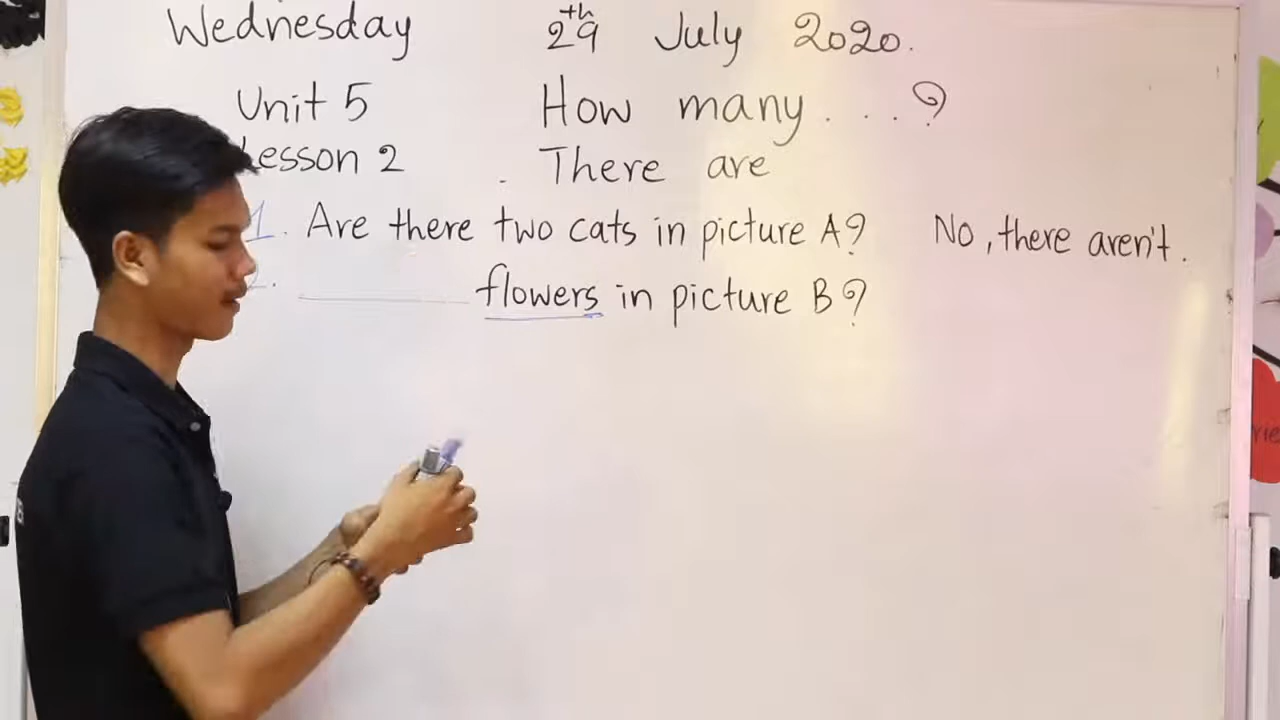 Wednesday 29th July 2020.
Unit 5 How many . . . ?
Lesson 2 . There are
1. Are there two cats in picture A? No, there aren't.
2. __________ flowers in picture B?